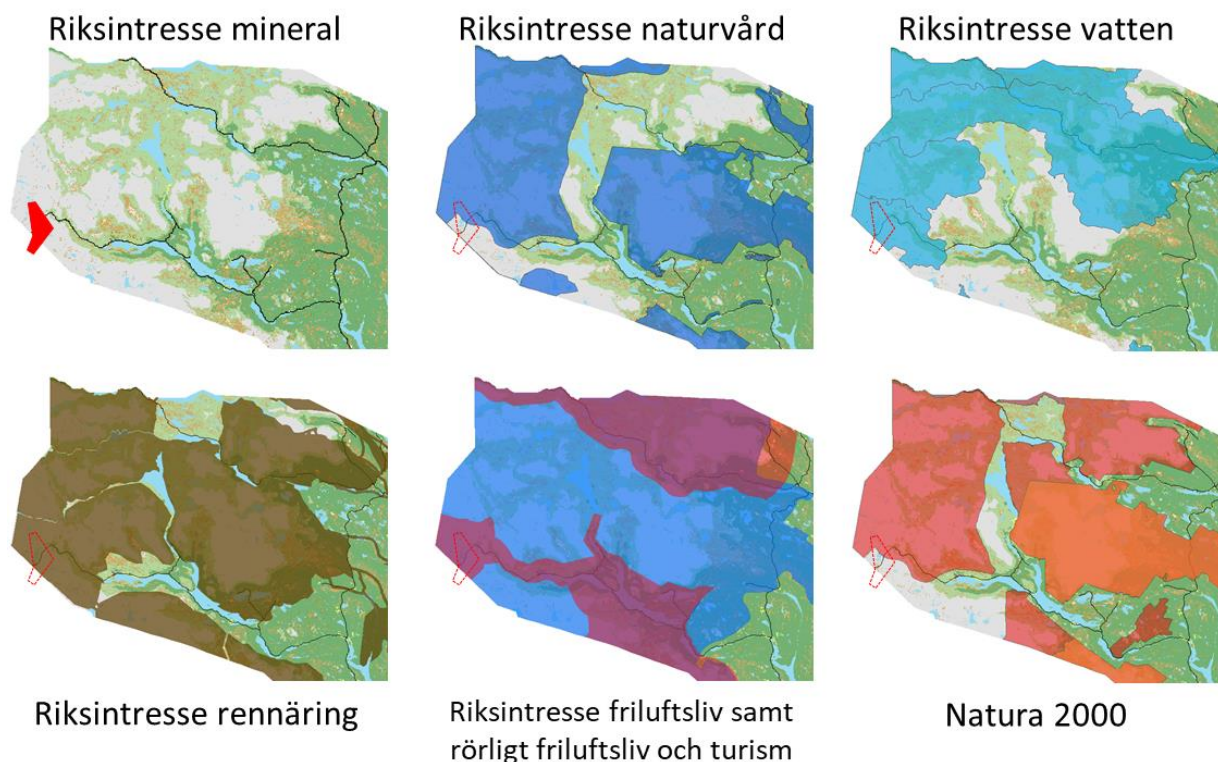 Riksintresse mineral
Riksintresse naturvård
Riksintresse vatten
Riksintresse rennäring
Riksintresse friluftsliv samt
rörligt friluftsliv och turism
Natura 2000